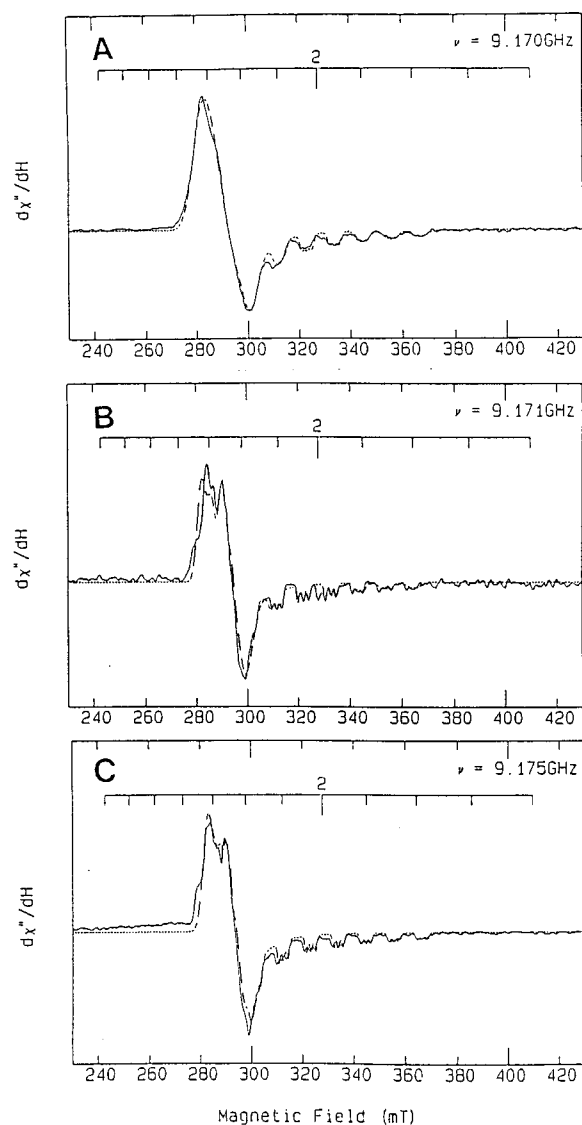 A
ν = 9.170GHz
2
dχ"/dH
240 260 280 300 320 340 360 380 400 420
B
ν = 9.171GHz
2
dχ"/dH
240 260 280 300 320 340 360 380 400 420
C
ν = 9.175GHz
2
dχ"/dH
240 260 280 300 320 340 360 380 400 420
Magnetic Field (mT)